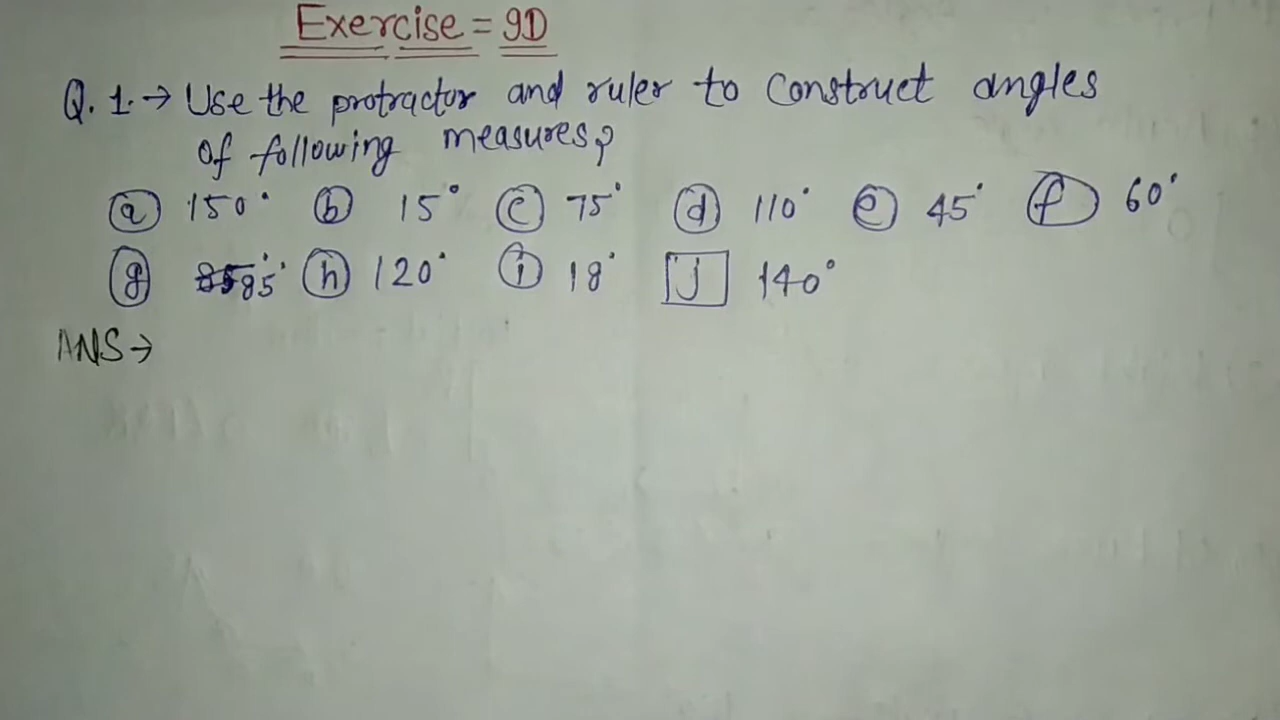 Exercise = 9D
Q. 1. → Use the protractor and ruler to construct angles
of following measures?
(a) 150° (b) 15° (c) 75° (d) 110° (e) 45° (f) 60°
(g) 85° (h) 120° (i) 18° [J] 140°
ANS →